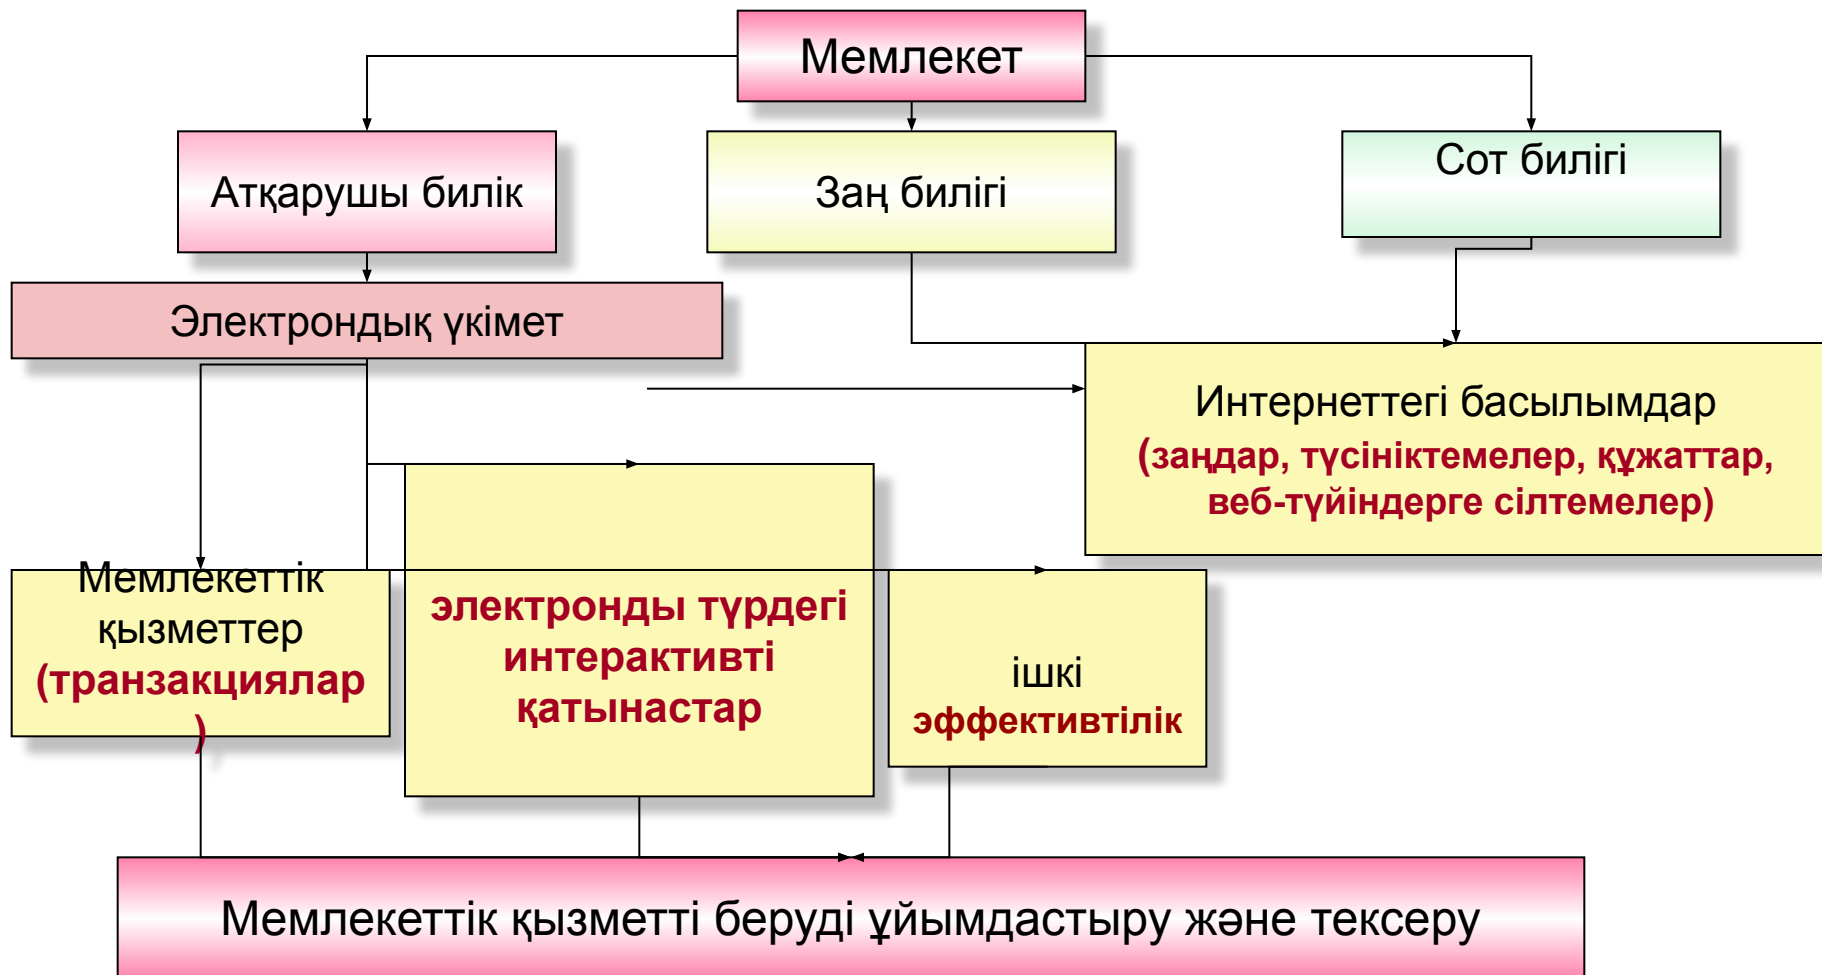 Мемлекет
Атқарушы билік
Заң билігі
Сот билігі
Электрондық үкімет
Интернеттегі басылымдар
(заңдар, түсініктемелер, құжаттар,
веб-түйіндерге сілтемелер)
Мемлекеттік
қызметтер
(транзакциялар
)
электронды түрдегі
интерактивті
қатынастар
ішкі
эффективтілік
Мемлекеттік қызметті беруді ұйымдастыру және тексеру